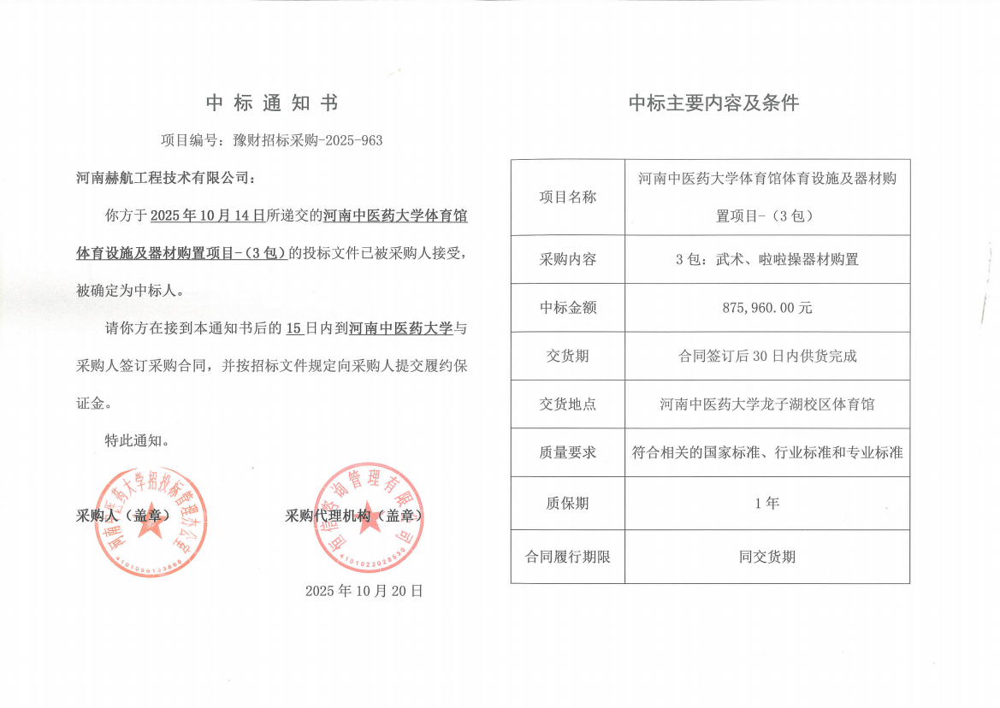 中标通知书
项目编号：豫财招标采购-2025-963
河南赫航工程技术有限公司：
你方于2025年10月14日所递交的河南中医药大学体育馆
体育设施及器材购置项目-（3包）的投标文件已被采购人接受，
被确定为中标人。
请你方在接到本通知书后的15日内到河南中医药大学与
采购人签订采购合同，并按招标文件规定向采购人提交履约保
证金。
特此通知。
河南中医药大学招投标管理办公室
采购人（盖章）
恒信咨询管理有限公司
采购代理机构（盖章）
4101022028530
2025年10月20日
中标主要内容及条件
项目名称
河南中医药大学体育馆体育设施及器材购
置项目-（3包）
采购内容
3包：武术、啦啦操器材购置
中标金额
875,960.00元
交货期
合同签订后30日内供货完成
交货地点
河南中医药大学龙子湖校区体育馆
质量要求
符合相关的国家标准、行业标准和专业标准
质保期
1年
合同履行期限
同交货期